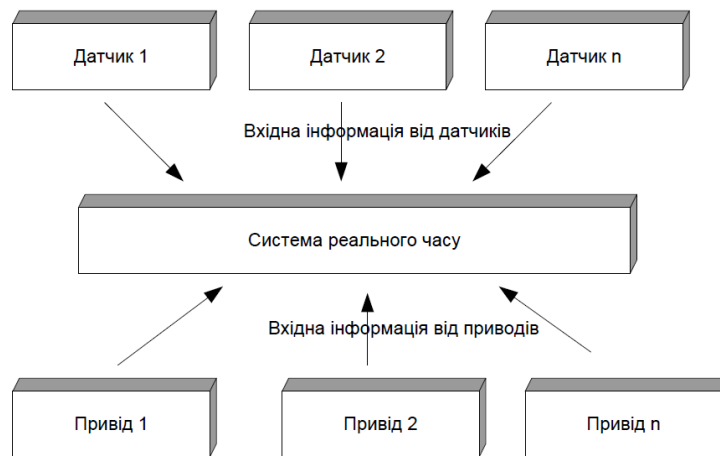 Датчик 1
Датчик 2
Датчик n
Вхідна інформація від датчиків
Система реального часу
Вхідна інформація від приводів
Привід 1
Привід 2
Привід n